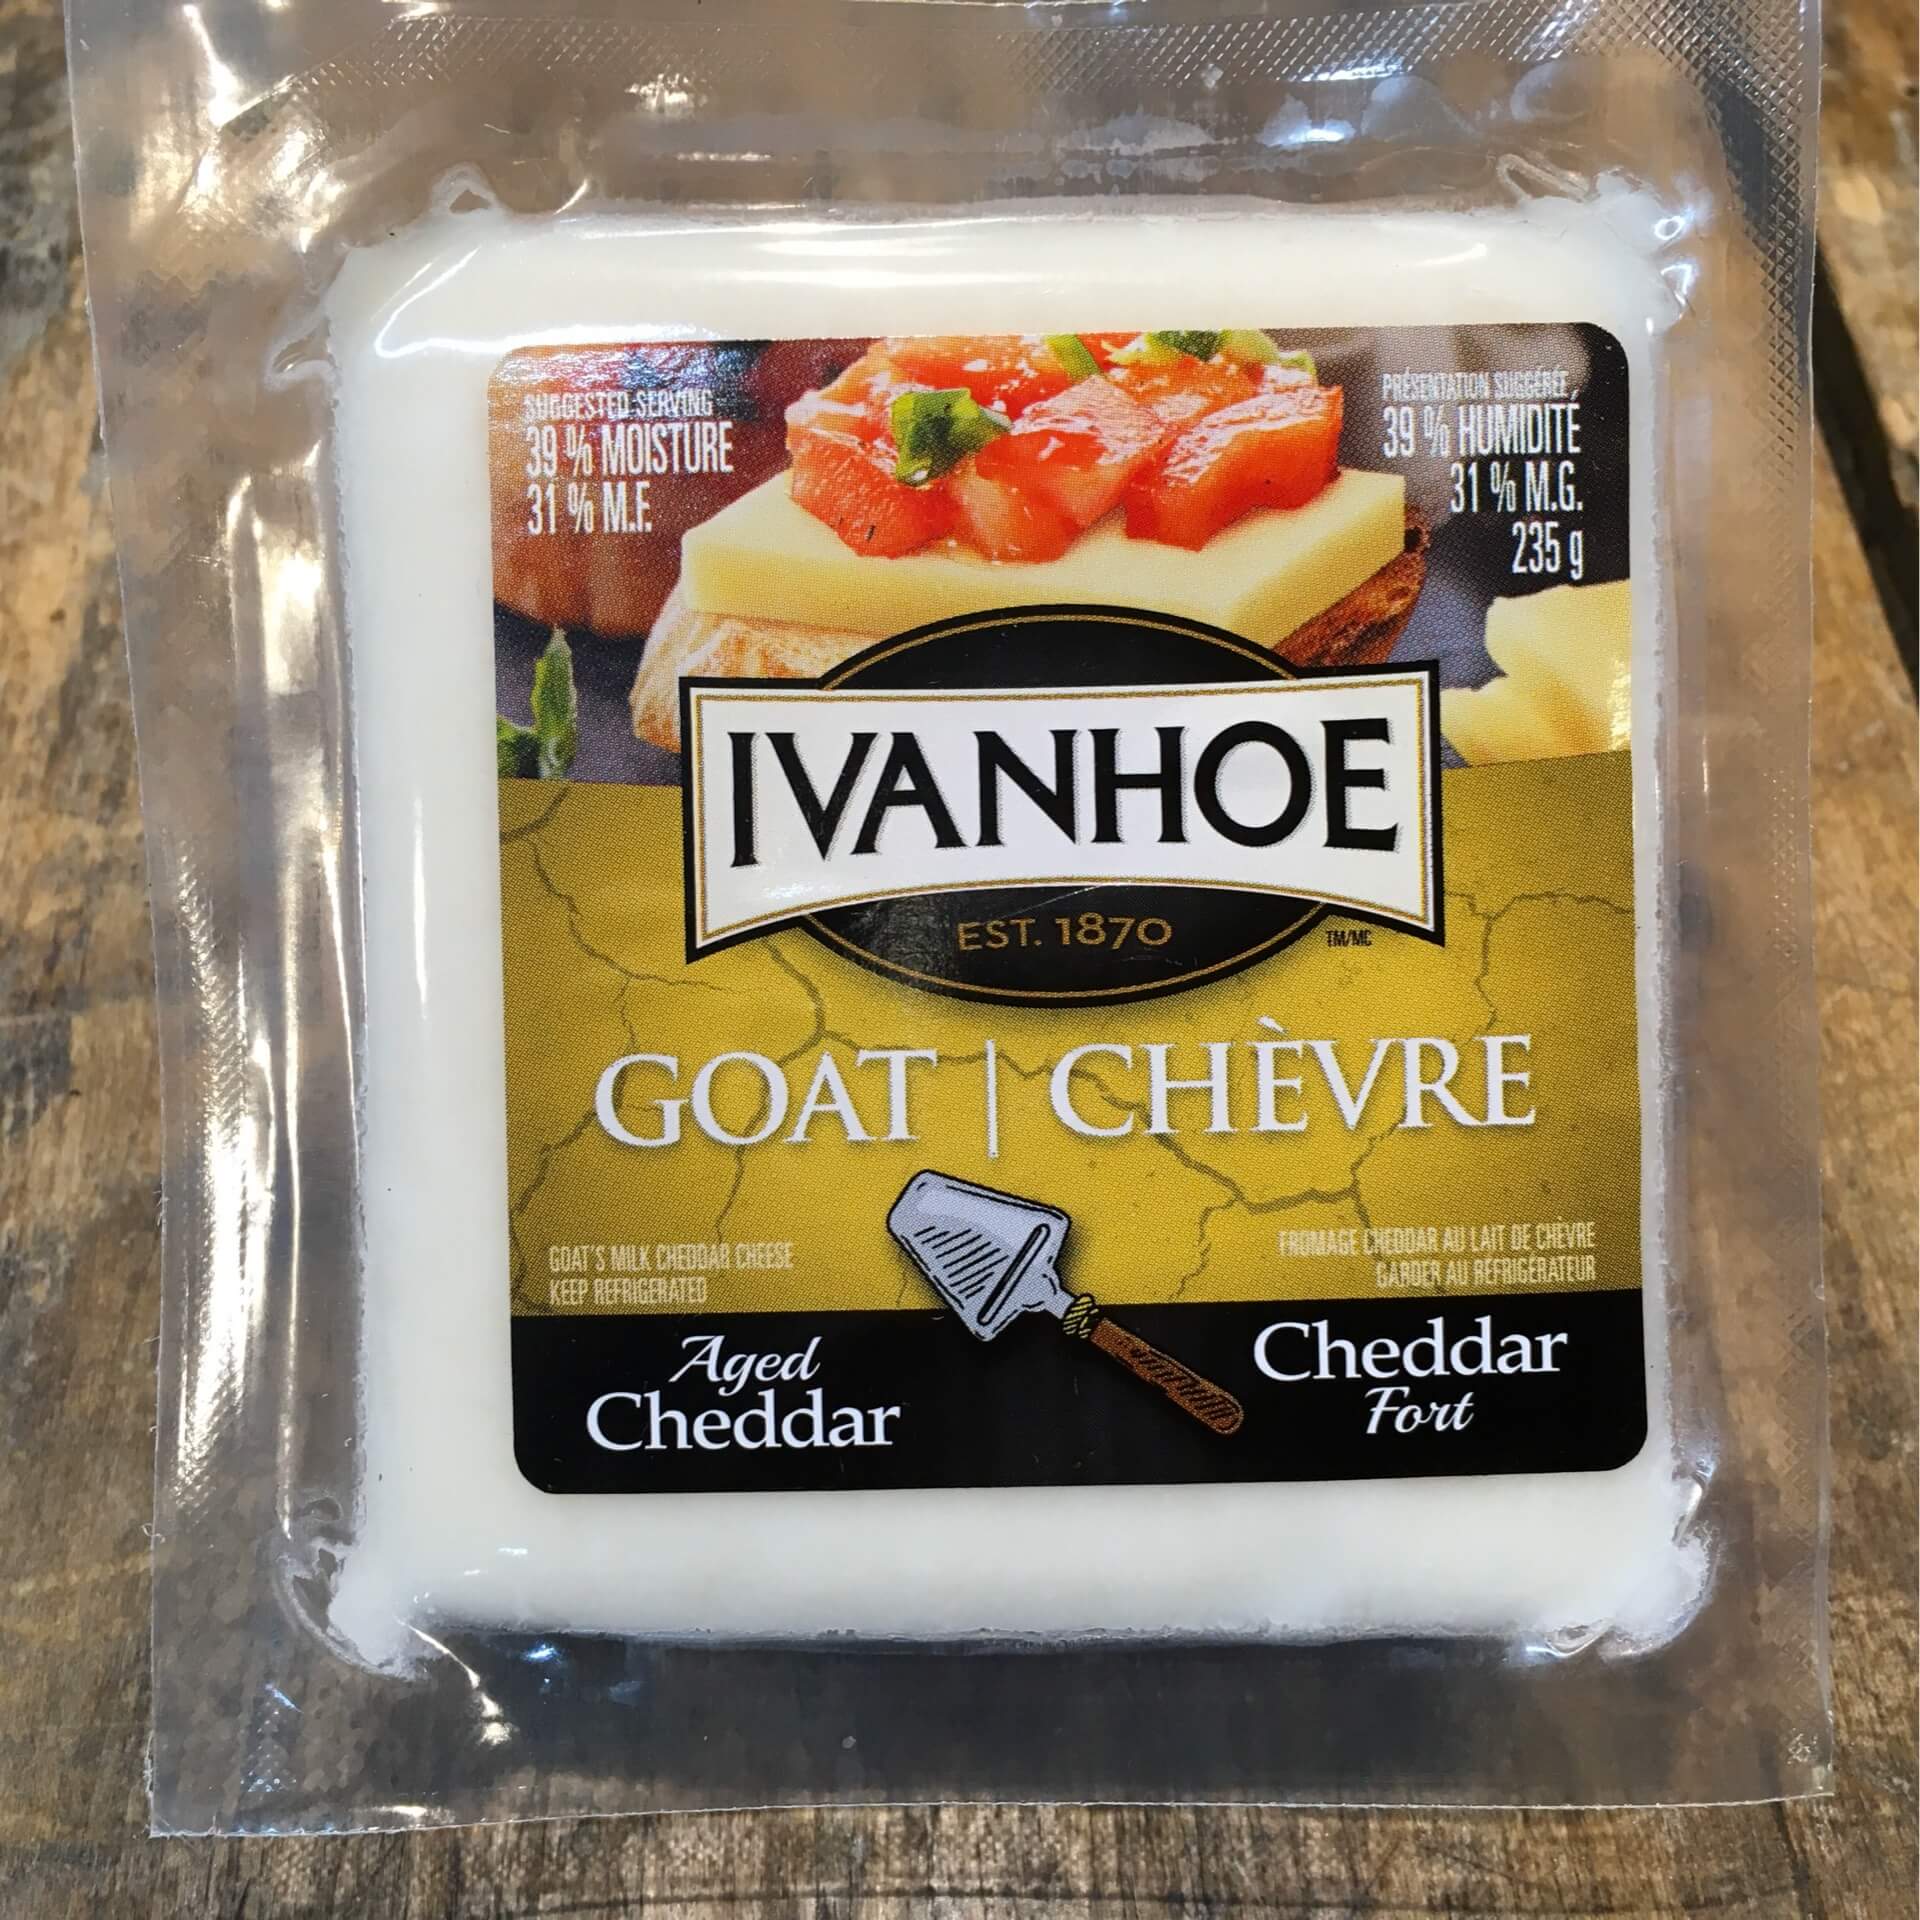 SUGGESTED SERVING
39 % MOISTURE
31 % M.F.
PRÉSENTATION SUGGÉRÉE,
39 % HUMIDITÉ
31 % M.G.
235 g
IVANHOE
EST. 1870
TM/MC
GOAT | CHÈVRE
GOAT'S MILK CHEDDAR CHEESE
KEEP REFRIGERATED
FROMAGE CHEDDAR AU LAIT DE CHÈVRE
GARDER AU RÉFRIGÉRATEUR
Aged
Cheddar
Cheddar
Fort